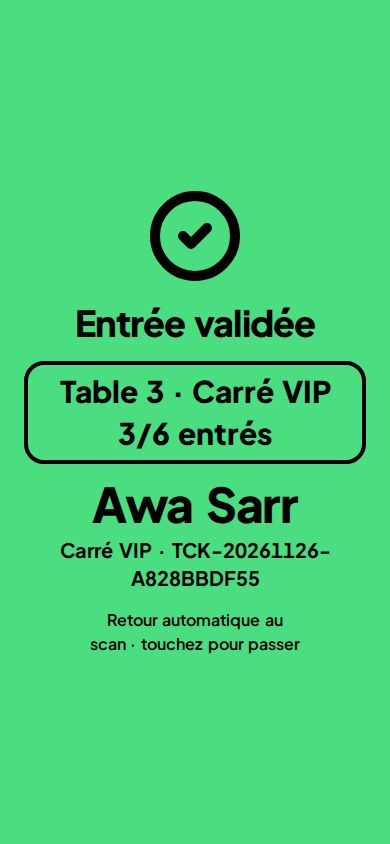 Entrée validée
Table 3 · Carré VIP
3/6 entrés
Awa Sarr
Carré VIP · TCK-20261126-
A828BBDF55
Retour automatique au
scan · touchez pour passer